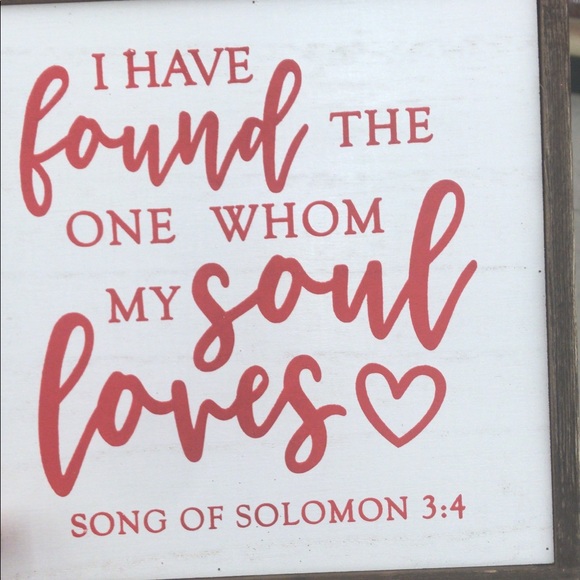 I HAVE
found THE
ONE WHOM
MY soul
loves
SONG OF SOLOMON 3:4